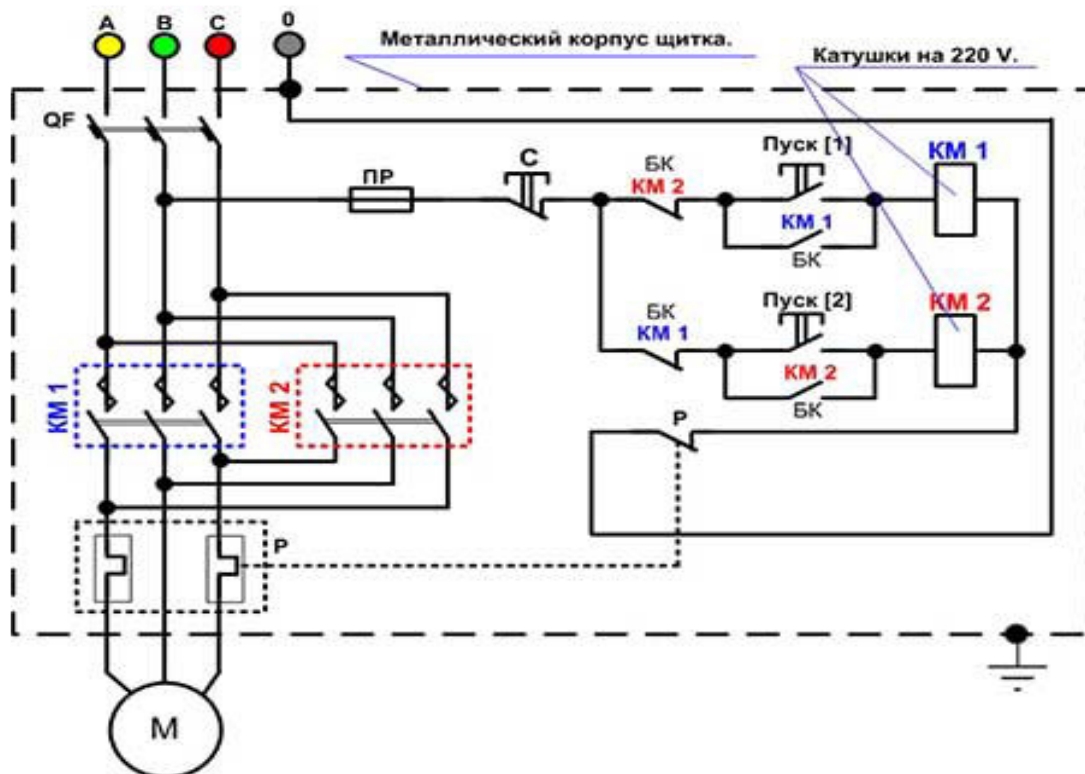 A B C 0
Металлический корпус щитка.
Катушки на 220 V.
QF
ПР
С
БК
КМ 2
Пуск [1]
КМ 1
КМ 1
БК
БК
КМ 1
Пуск [2]
КМ 2
КМ 2
БК
КМ 1
КМ 2
Р
Р
М